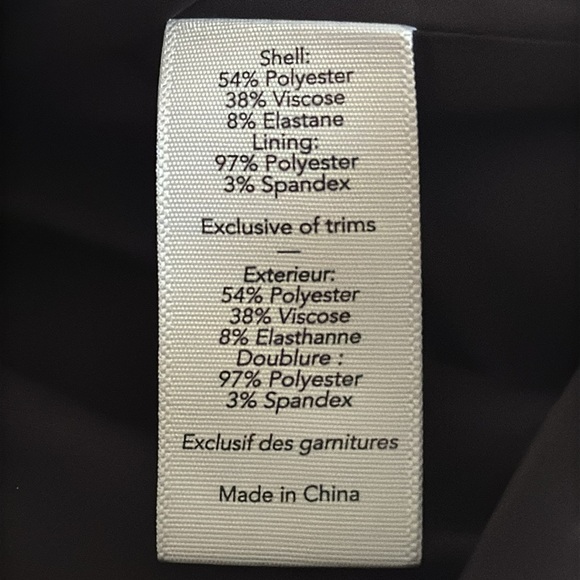 Shell:
54% Polyester
38% Viscose
8% Elastane
Lining:
97% Polyester
3% Spandex
Exclusive of trims
—
Exterieur:
54% Polyester
38% Viscose
8% Elasthanne
Doublure :
97% Polyester
3% Spandex
Exclusif des garnitures
Made in China